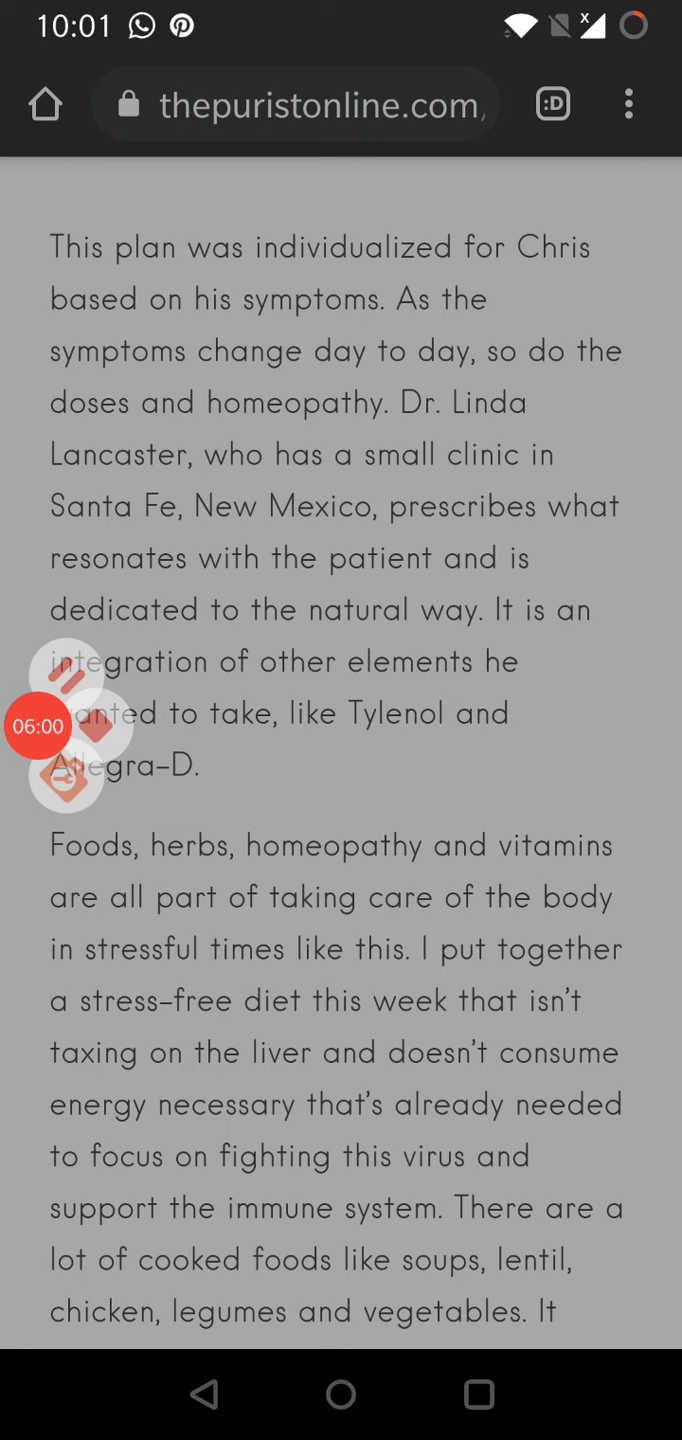 10:01
x
thepuristonline.com,
:D
This plan was individualized for Chris
based on his symptoms. As the
symptoms change day to day, so do the
doses and homeopathy. Dr. Linda
Lancaster, who has a small clinic in
Santa Fe, New Mexico, prescribes what
resonates with the patient and is
dedicated to the natural way. It is an
integration of other elements he
wanted to take, like Tylenol and
06:00
Allegra-D.
Foods, herbs, homeopathy and vitamins
are all part of taking care of the body
in stressful times like this. I put together
a stress-free diet this week that isn't
taxing on the liver and doesn't consume
energy necessary that's already needed
to focus on fighting this virus and
support the immune system. There are a
lot of cooked foods like soups, lentil,
chicken, legumes and vegetables. It